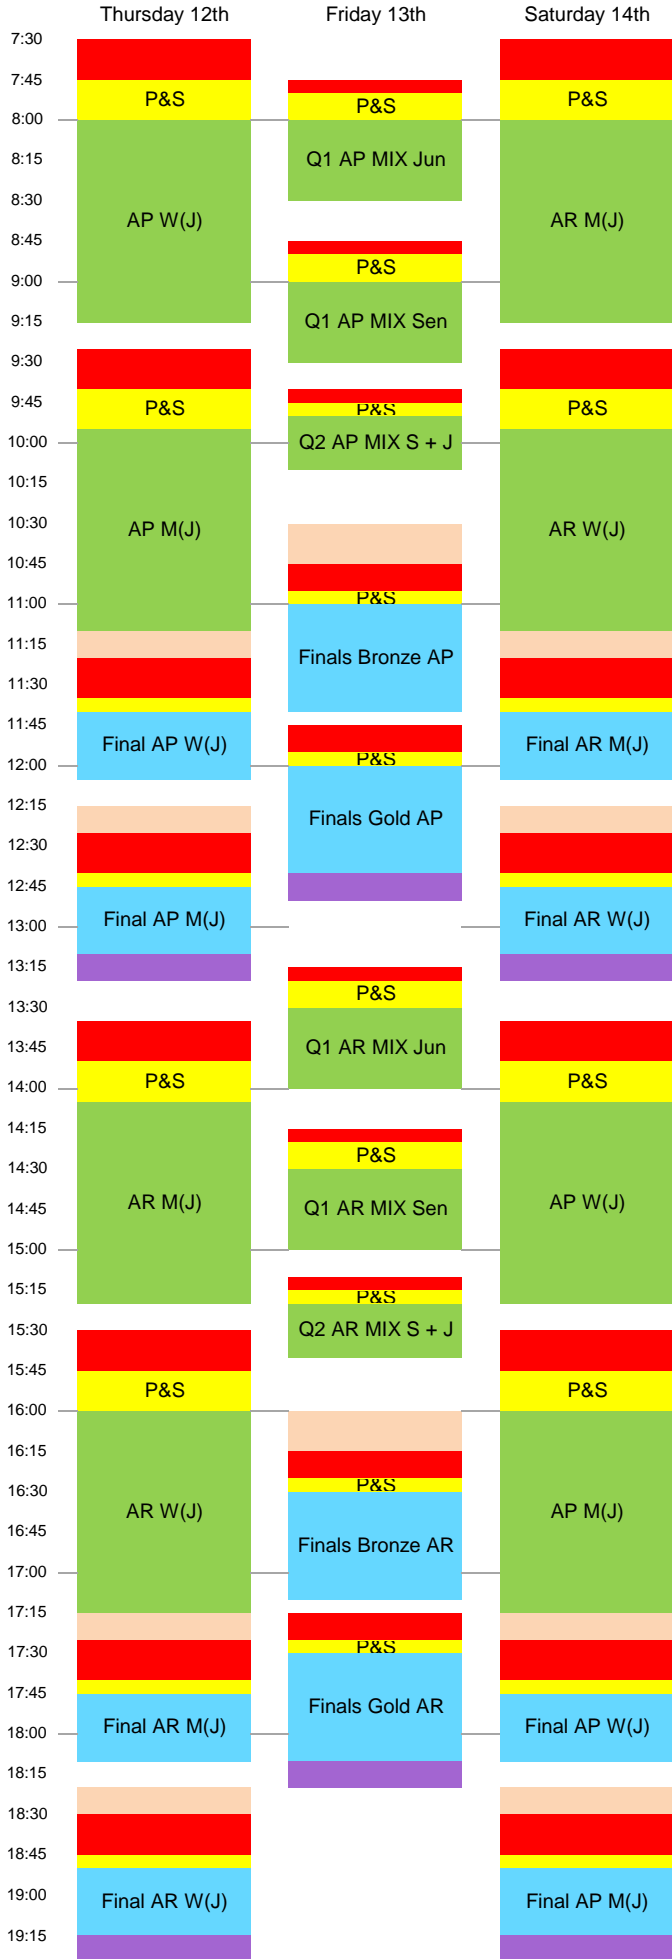 Thursday 12th Friday 13th Saturday 14th
7:30
7:45
P&S P&S P&S
8:00
8:15 Q1 AP MIX Jun
8:30
AP W(J) AR M(J)
8:45
P&S
9:00
9:15 Q1 AP MIX Sen
9:30
9:45 P&S P&S P&S
10:00 Q2 AP MIX S + J
10:15
10:30 AP M(J) AR W(J)
10:45
P&S
11:00
11:15
Finals Bronze AP
11:30
11:45 Final AP W(J) Final AR M(J)
P&S
12:00
12:15
Finals Gold AP
12:30
12:45
13:00 Final AP M(J) Final AR W(J)
13:15
P&S
13:30
13:45 Q1 AR MIX Jun
P&S P&S
14:00
14:15
P&S
14:30
14:45 AR M(J) Q1 AR MIX Sen AP W(J)
15:00
15:15
P&S
15:30 Q2 AR MIX S + J
15:45
P&S P&S
16:00
16:15
P&S
16:30
AR W(J) AP M(J)
16:45
Finals Bronze AR
17:00
17:15
17:30 P&S
17:45
Finals Gold AR
Final AR M(J) Final AP W(J)
18:00
18:15
18:30
18:45
19:00 Final AR W(J) Final AP M(J)
19:15